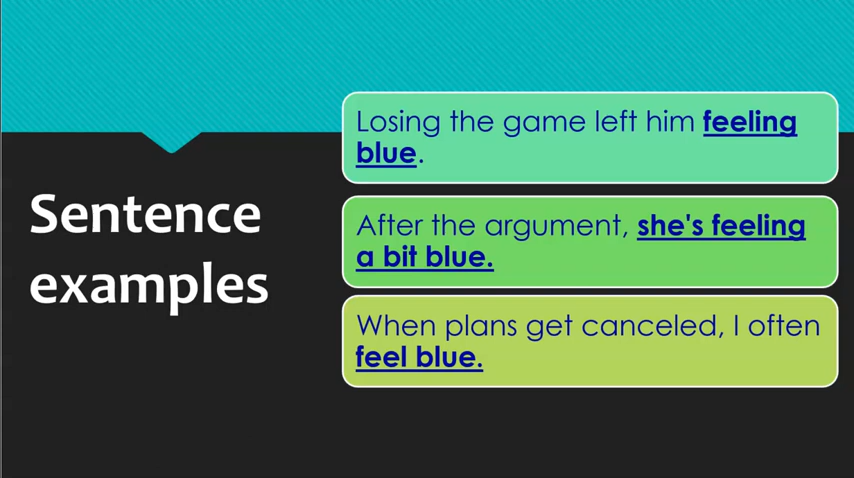 Sentence
examples
Losing the game left him feeling
blue.
After the argument, she's feeling
a bit blue.
When plans get canceled, I often
feel blue.